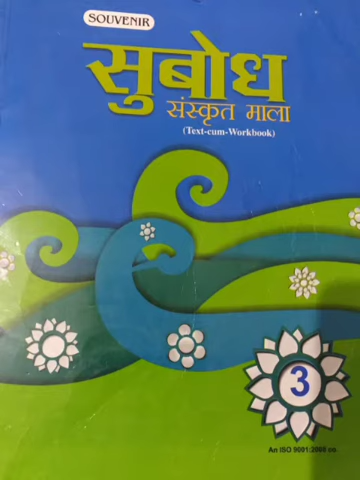 SOUVENIR
सुबोध
संस्कृत माला
(Text-cum-Workbook)
3
An ISO 9001:2008 co.